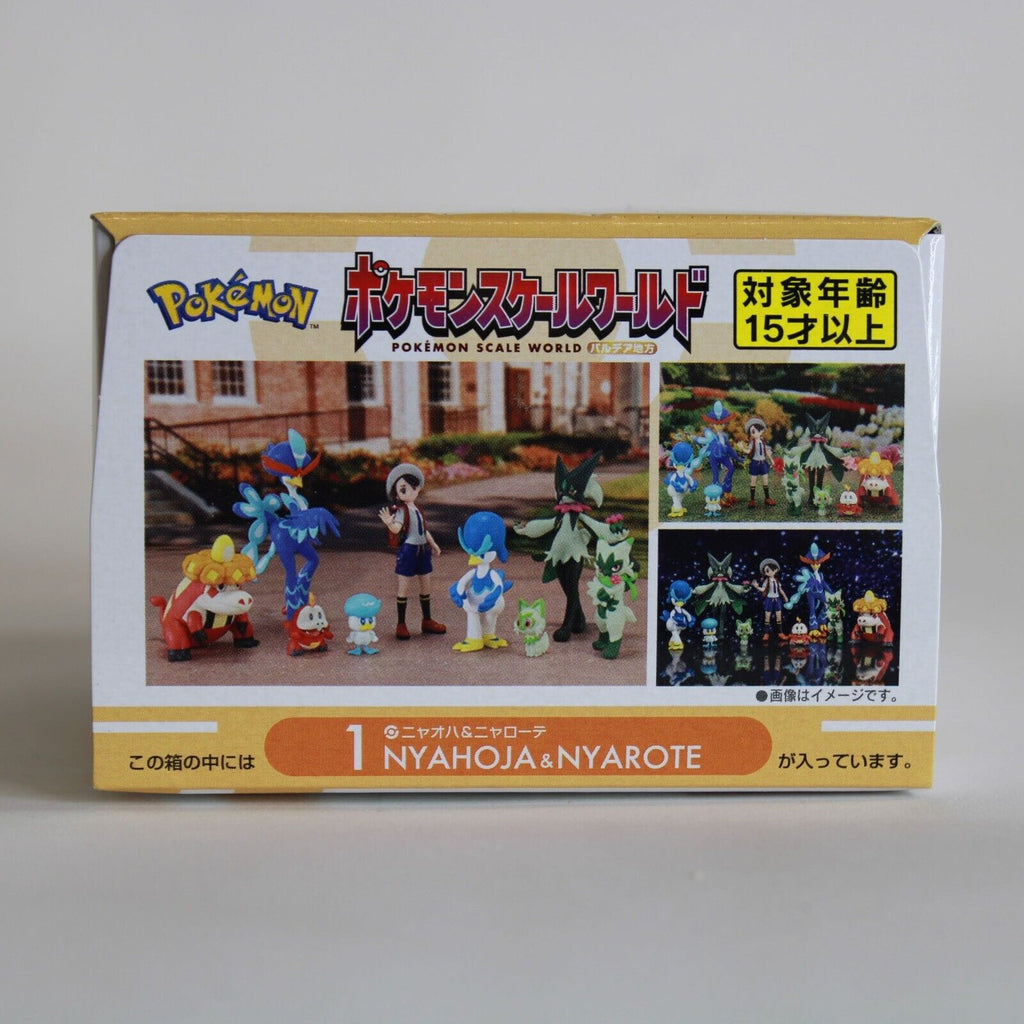 POKéMON™
ポケモンスケールワールド
POKÉMON SCALE WORLD パルデア地方
対象年齢
15才以上
●画像はイメージです。
この箱の中には
1 ニャオハ&ニャローテ
NYAHOJA&NYAROTE
が入っています。